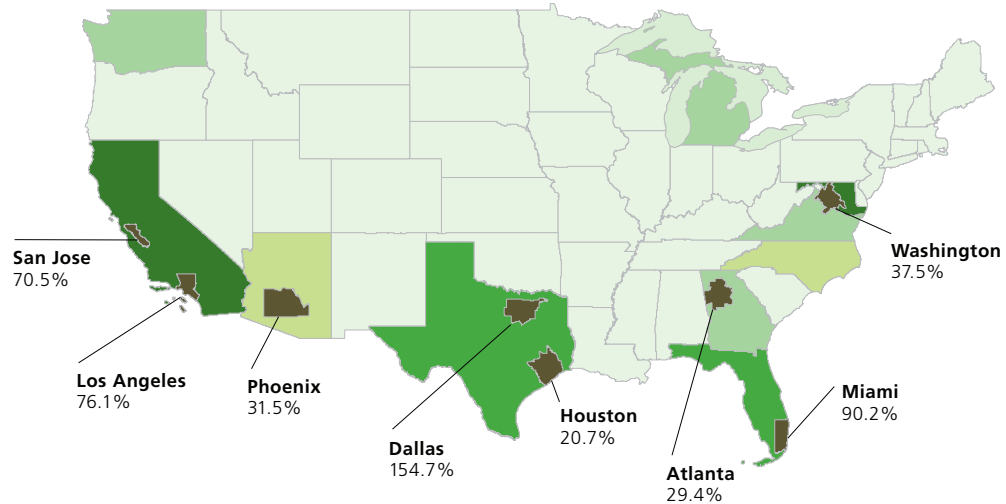 San Jose
70.5%
Los Angeles
76.1%
Phoenix
31.5%
Dallas
154.7%
Houston
20.7%
Atlanta
29.4%
Miami
90.2%
Washington
37.5%